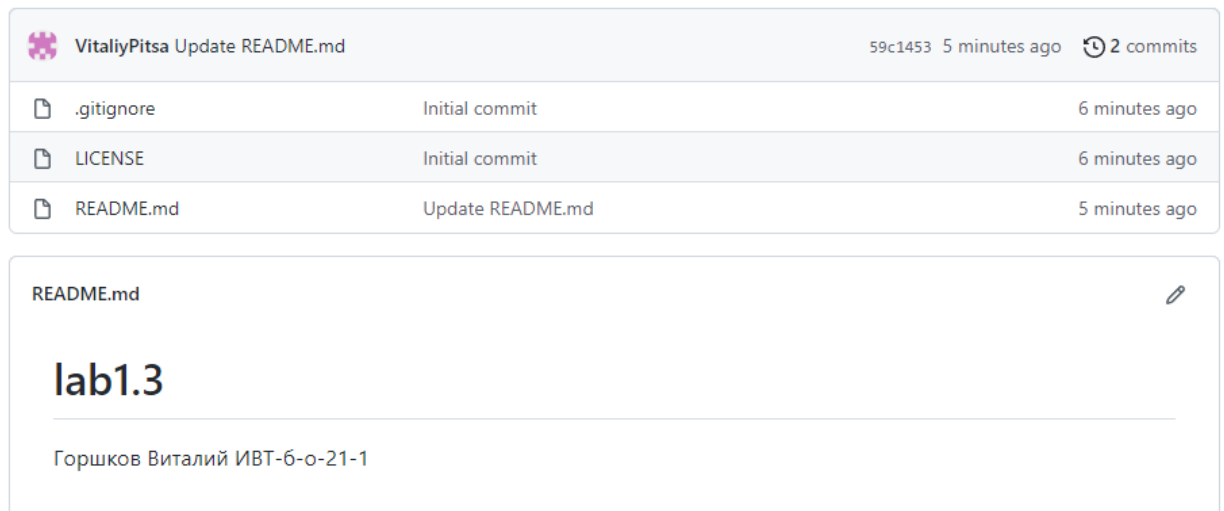 VitaliyPitsa Update README.md 59c1453 5 minutes ago 2 commits
.gitignore Initial commit 6 minutes ago
LICENSE Initial commit 6 minutes ago
README.md Update README.md 5 minutes ago
README.md
lab1.3
Горшков Виталий ИВТ-б-о-21-1